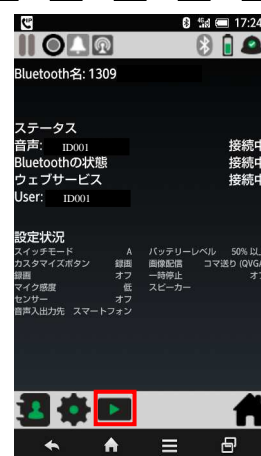 17:24
Bluetooth名: 1309
ステータス
音声: ID001 接続中
Bluetoothの状態 接続中
ウェブサービス 接続中
User: ID001
設定状況
スイッチモード A バッテリーレベル 50% 以
カスタマイズボタン 録画 画像配信 コマ送り (QVGA
録画 オフ 一時停止 オフ
マイク感度 低 スピーカー
センサー オフ
音声入出力先 スマートフォン